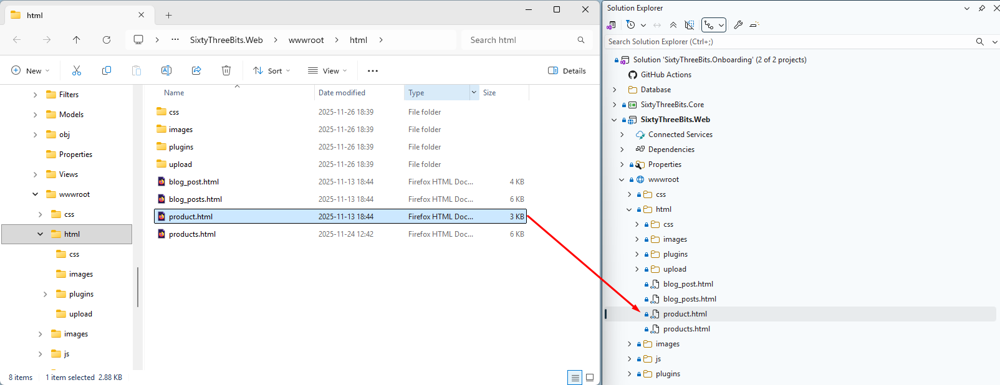 html
SixtyThreeBits.Web
wwwroot
html
Search html
New
Sort
View
Details
Filters
Models
obj
Properties
Views
wwwroot
css
html
css
images
plugins
upload
images
js
Name Date modified Type Size
css 2025-11-26 18:39 File folder
images 2025-11-26 18:39 File folder
plugins 2025-11-26 18:39 File folder
upload 2025-11-26 18:39 File folder
blog_post.html 2025-11-13 18:44 Firefox HTML Doc... 4 KB
blog_posts.html 2025-11-13 18:44 Firefox HTML Doc... 6 KB
product.html 2025-11-13 18:44 Firefox HTML Doc... 3 KB
products.html 2025-11-24 12:42 Firefox HTML Doc... 6 KB
8 items 1 item selected 2.88 KB
Solution Explorer
Search Solution Explorer (Ctrl+;)
Solution 'SixtyThreeBits.Onboarding' (2 of 2 projects)
GitHub Actions
Database
C# SixtyThreeBits.Core
SixtyThreeBits.Web
Connected Services
Dependencies
Properties
wwwroot
css
html
css
images
plugins
upload
blog_post.html
blog_posts.html
product.html
products.html
images
js
plugins